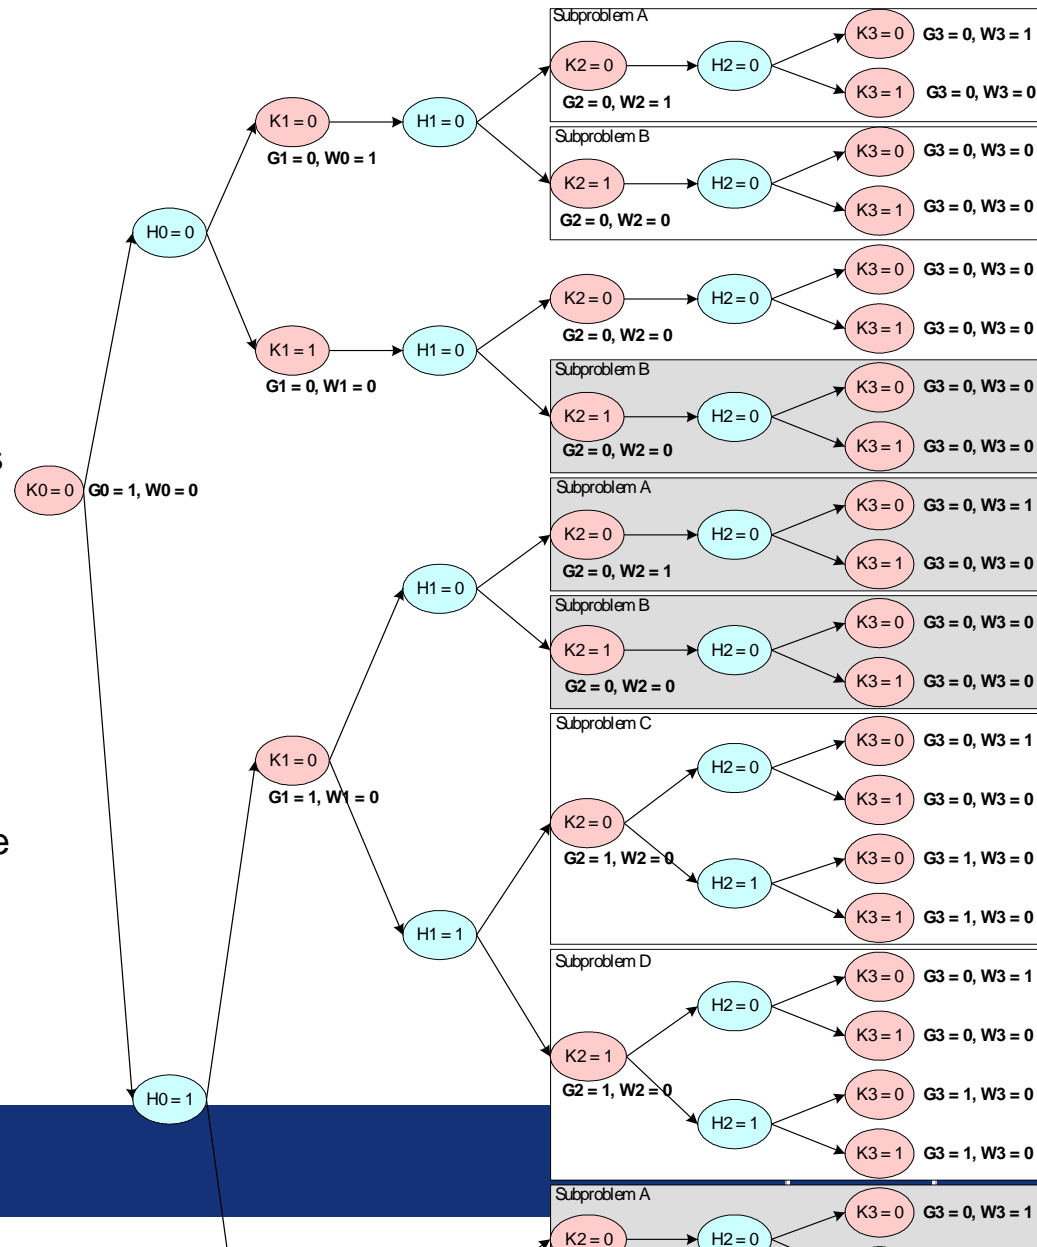 Subproblem A
K3 = 0 G3 = 0, W3 = 1
K2 = 0 H2 = 0
K3 = 1 G3 = 0, W3 = 0
G2 = 0, W2 = 1
K1 = 0 H1 = 0
G1 = 0, W0 = 1
Subproblem B
K3 = 0 G3 = 0, W3 = 0
K2 = 1 H2 = 0
K3 = 1 G3 = 0, W3 = 0
G2 = 0, W2 = 0
H0 = 0
K3 = 0 G3 = 0, W3 = 0
K2 = 0 H2 = 0
K3 = 1 G3 = 0, W3 = 0
G2 = 0, W2 = 0
K1 = 1 H1 = 0
G1 = 0, W1 = 0
Subproblem B
K3 = 0 G3 = 0, W3 = 0
K2 = 1 H2 = 0
K3 = 1 G3 = 0, W3 = 0
G2 = 0, W2 = 0
s
K0 = 0 G0 = 1, W0 = 0
Subproblem A
K3 = 0 G3 = 0, W3 = 1
K2 = 0 H2 = 0
K3 = 1 G3 = 0, W3 = 0
G2 = 0, W2 = 1
H1 = 0
Subproblem B
K3 = 0 G3 = 0, W3 = 0
K2 = 1 H2 = 0
K3 = 1 G3 = 0, W3 = 0
G2 = 0, W2 = 0
Subproblem C
K3 = 0 G3 = 0, W3 = 1
K1 = 0 H2 = 0
G1 = 1, W1 = 0
K3 = 1 G3 = 0, W3 = 0
K2 = 0
G2 = 1, W2 = 0
e
K3 = 0 G3 = 1, W3 = 0
H2 = 1
K3 = 1 G3 = 1, W3 = 0
H1 = 1
Subproblem D
K3 = 0 G3 = 0, W3 = 1
H2 = 0
K3 = 1 G3 = 0, W3 = 0
K2 = 1
G2 = 1, W2 = 0
K3 = 0 G3 = 1, W3 = 0
H0 = 1 H2 = 1
K3 = 1 G3 = 1, W3 = 0
Subproblem A
K3 = 0 G3 = 0, W3 = 1
K2 = 0 H2 = 0